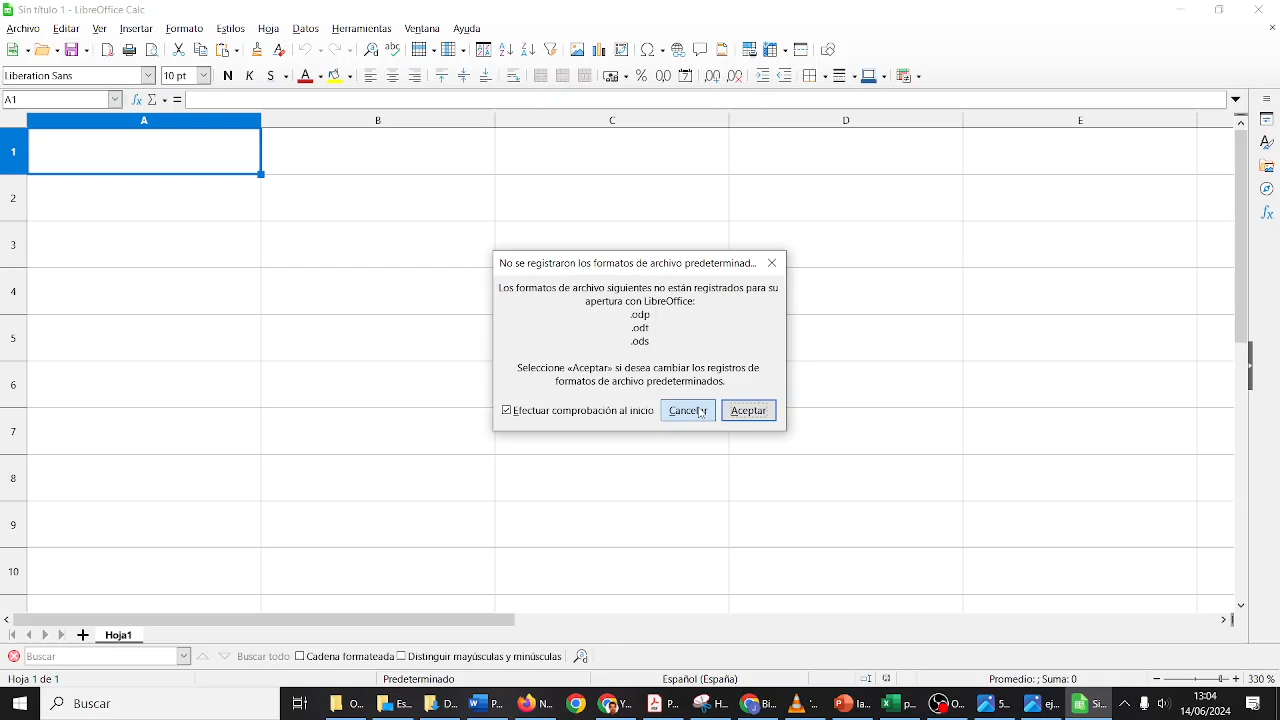 Sin título 1 - LibreOffice Calc
Archivo Editar Ver Insertar Formato Estilos Hoja Datos Herramientas Ventana Ayuda
Liberation Sans 10 pt N K S
A1
A B C D E
1
2
3
4
5
6
7
8
9
10
No se registraron los formatos de archivo predeterminad...
Los formatos de archivo siguientes no están registrados para su
apertura con LibreOffice:
.odp
.odt
.ods
Seleccione «Aceptar» si desea cambiar los registros de
formatos de archivo predeterminados.
Efectuar comprobación al inicio Cancelar Aceptar
Hoja1
Buscar Buscar todo Cadena formateada Distinguir mayúsculas y minúsculas
Hoja 1 de 1 Predeterminado Español (España) Promedio: ; Suma: 0 330 %
Buscar O... Es... D... P... N... Y... P... H... Bi... Ia... p... O... S... ej... Si...
13:04
14/06/2024